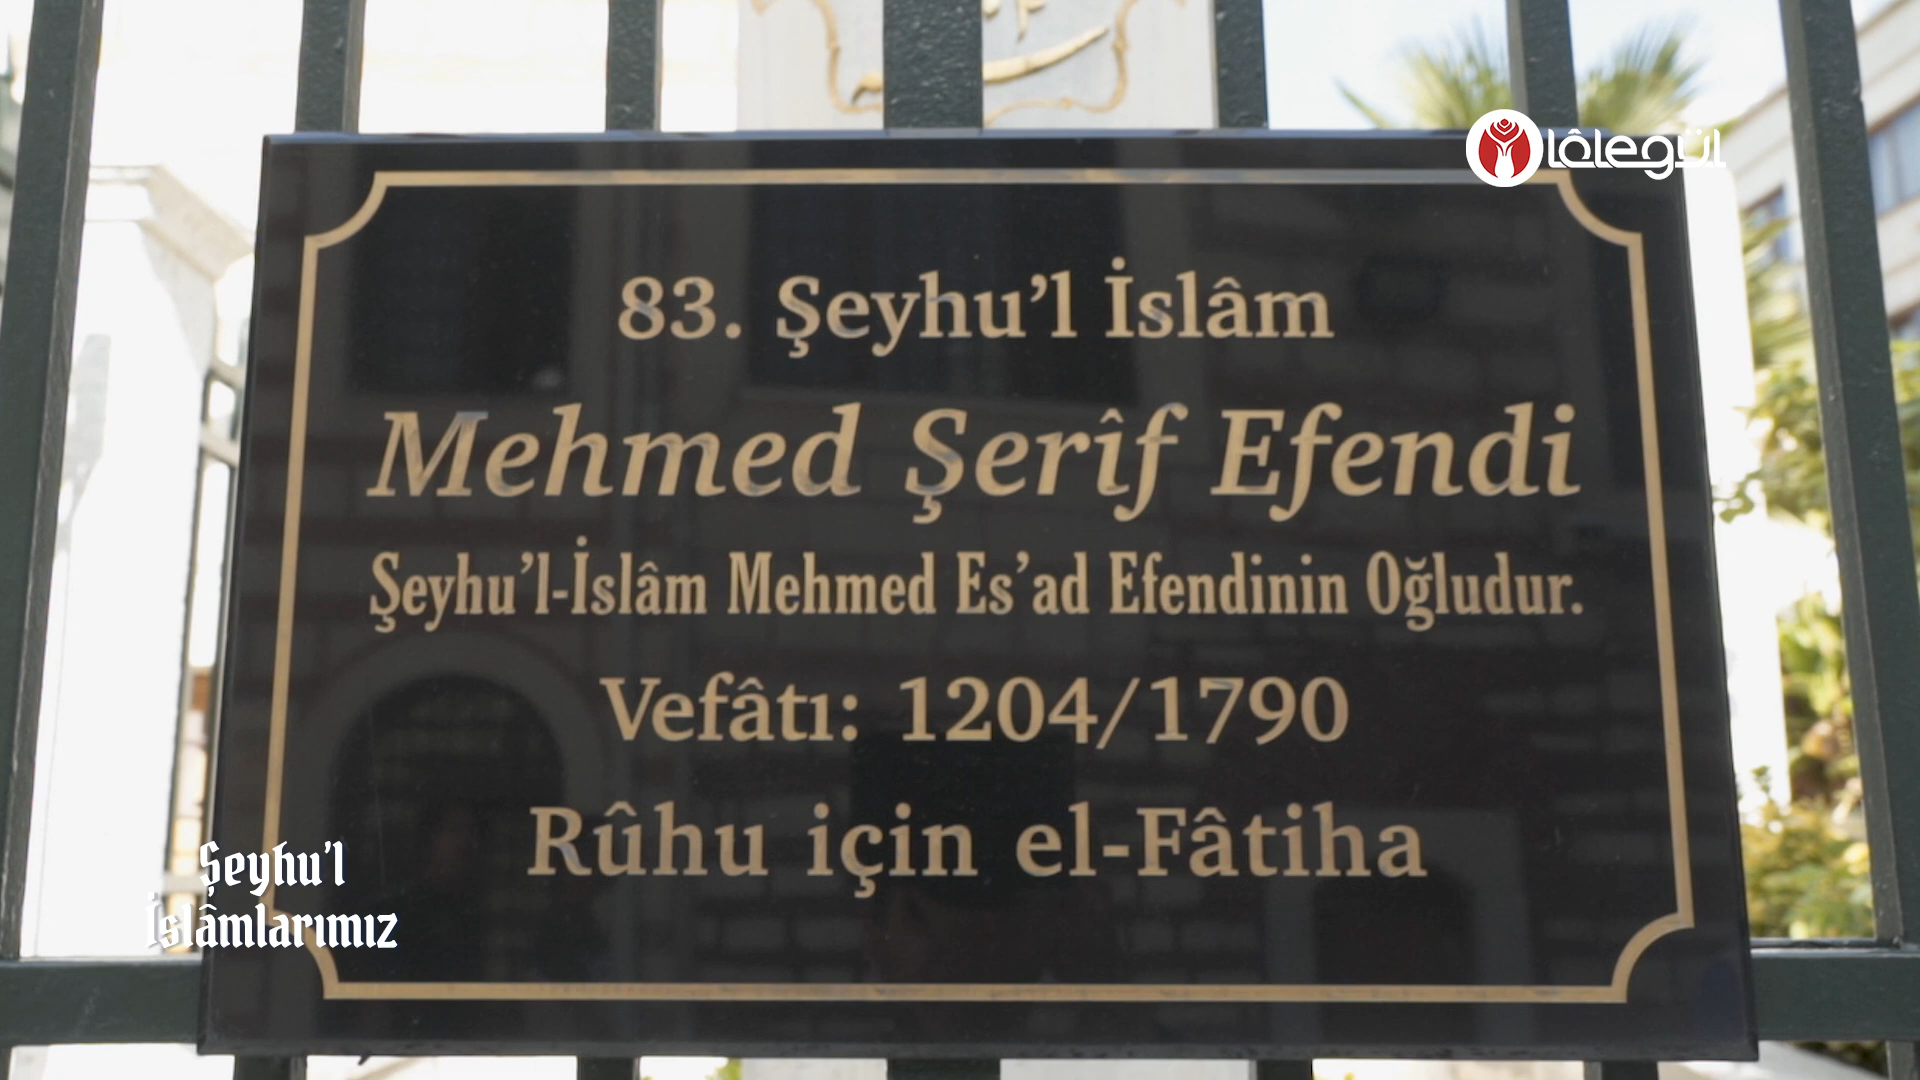 lâlegül
83. Şeyhu’l İslâm
Mehmed Şerîf Efendi
Şeyhu’l-İslâm Mehmed Es’ad Efendinin Oğludur.
Vefâtı: 1204/1790
Rûhu için el-Fâtiha
Şeyhu’l
İslâmlarımız